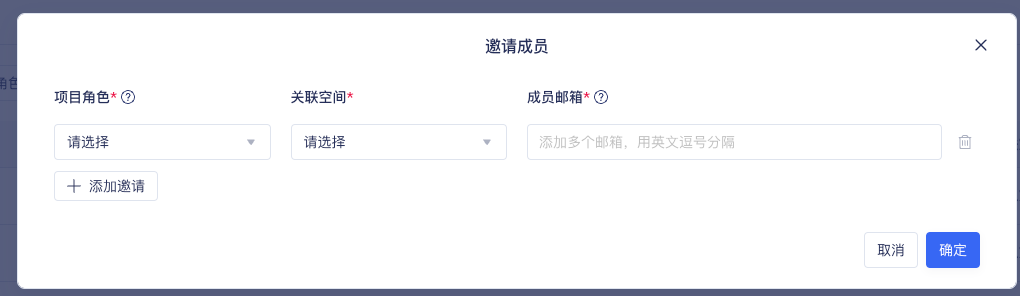 邀请成员
角色
项目角色*
关联空间*
成员邮箱*
请选择
请选择
添加多个邮箱，用英文逗号分隔
添加邀请
取消
确定